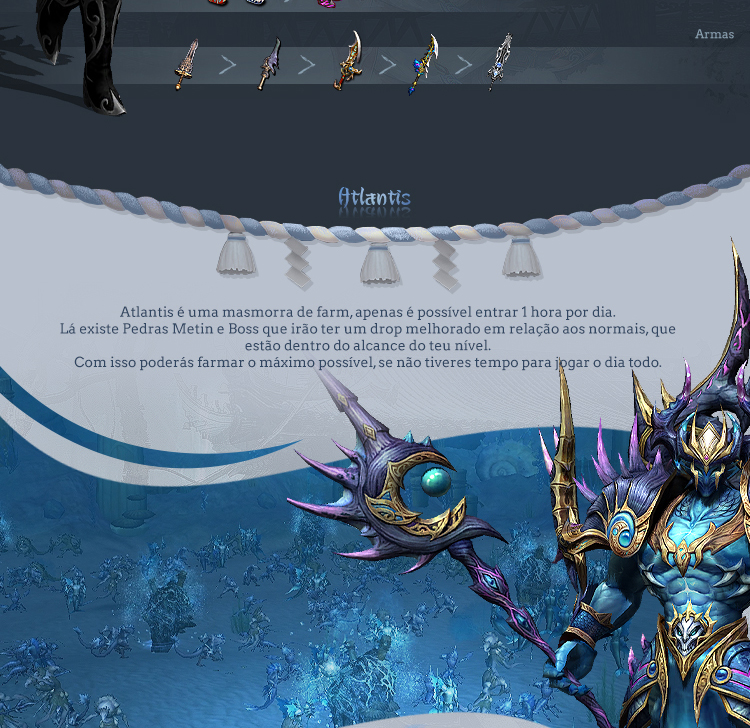 Armas
Atlantis
Atlantis é uma masmorra de farm, apenas é possível entrar 1 hora por dia.
Lá existe Pedras Metin e Boss que irão ter um drop melhorado em relação aos normais, que
estão dentro do alcance do teu nível.
Com isso poderás farmar o máximo possível, se não tiveres tempo para jogar o dia todo.